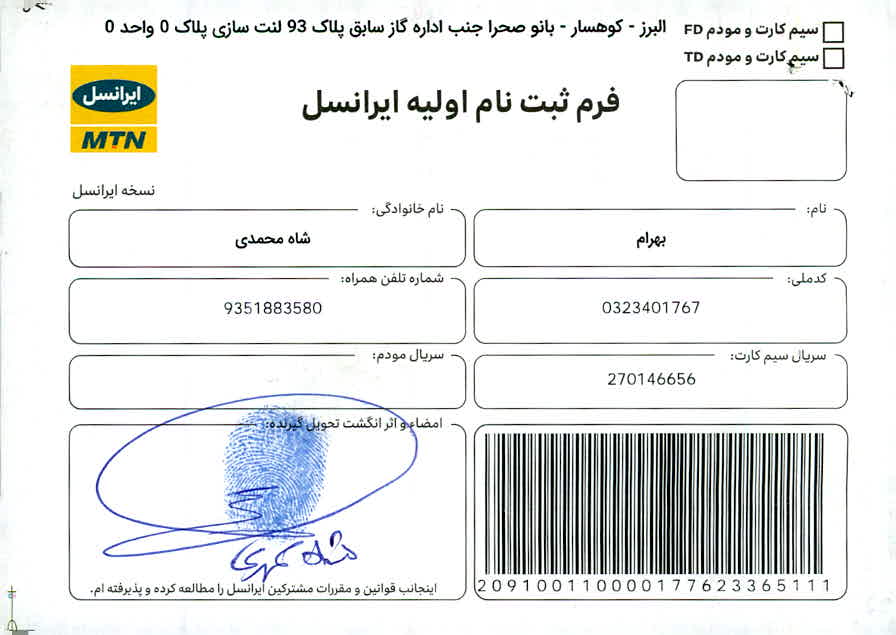 سیم کارت و مودم FD
البرز - کوهسار - بانو صحرا جنب اداره گاز سابق پلاک 93 لنت سازی پلاک 0 واحد 0
سیم کارت و مودم TD
ایرانسل
MTN
فرم ثبت نام اولیه ایرانسل
نسخه ایرانسل
نام:
بهرام
نام خانوادگی:
شاه محمدی
کدملی:
0323401767
شماره تلفن همراه:
9351883580
سریال سیم کارت:
270146656
سریال مودم:
امضاء و اثر انگشت تحویل گیرنده:
شاه محمدی
اینجانب قوانین و مقررات مشترکین ایرانسل را مطالعه کرده و پذیرفته ام.
209100110000177623365111